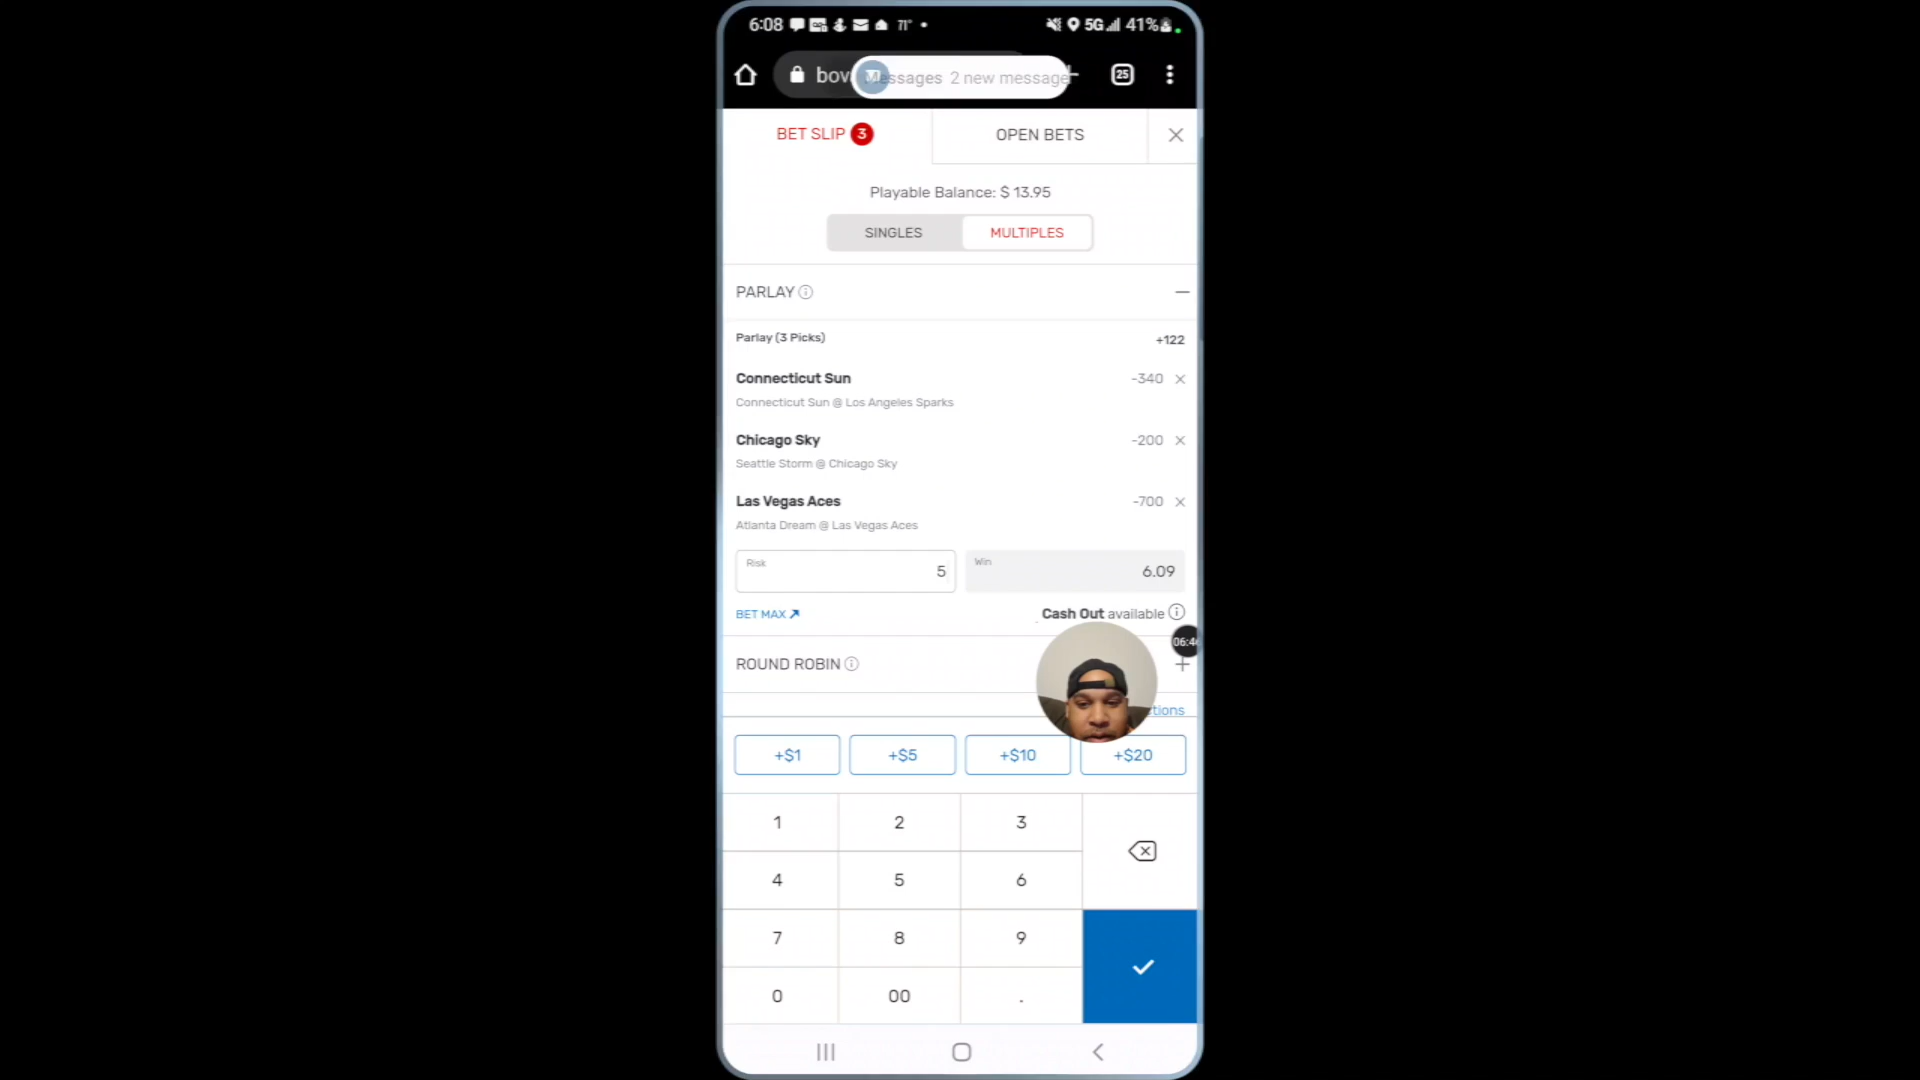 6:08 71° 5G 41%
bov Messages 2 new message 25
BET SLIP 3 OPEN BETS
Playable Balance: $ 13.95
SINGLES MULTIPLES
PARLAY
Parlay (3 Picks) +122
Connecticut Sun -340
Connecticut Sun @ Los Angeles Sparks
Chicago Sky -200
Seattle Storm @ Chicago Sky
Las Vegas Aces -700
Atlanta Dream @ Las Vegas Aces
Risk 5 Win 6.09
BET MAX Cash Out available
06:4
ROUND ROBIN
ctions
+$1 +$5 +$10 +$20
1 2 3
4 5 6
7 8 9
0 00 .